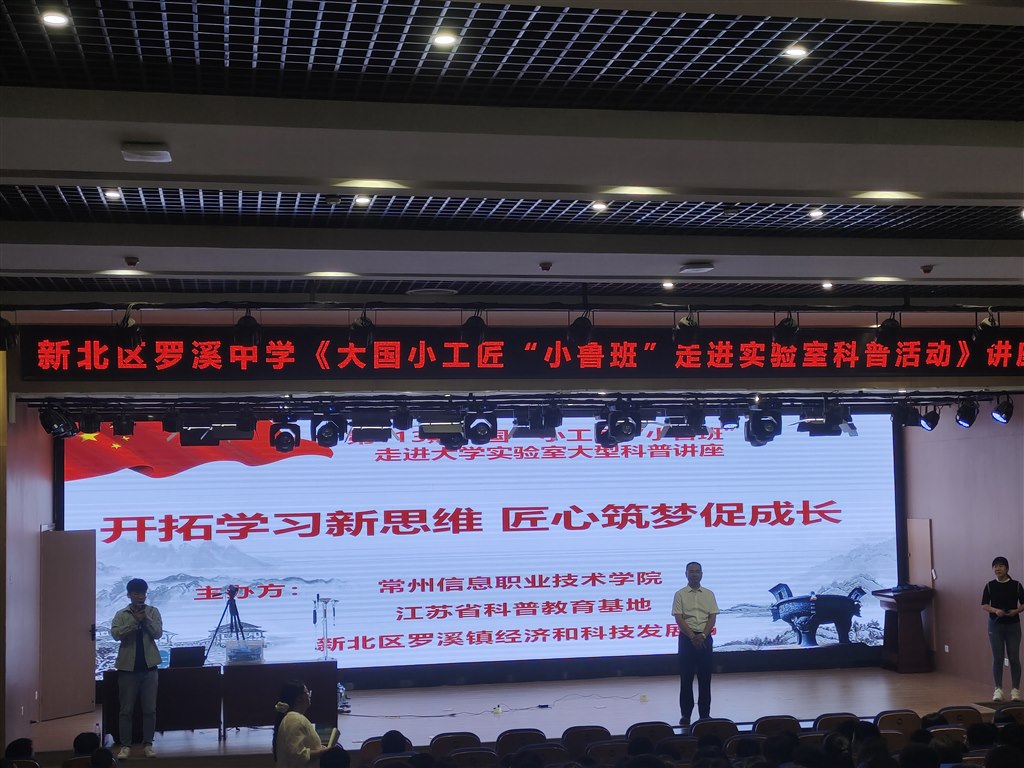 新北区罗溪中学《大国小工匠“小鲁班”走进实验室科普活动》讲
小鲁班”
走进大学实验室大型科普讲座
开拓学习新思维 匠心筑梦促成长
主办方：
常州信息职业技术学院
江苏省科普教育基地
新北区罗溪镇经济和科技发展